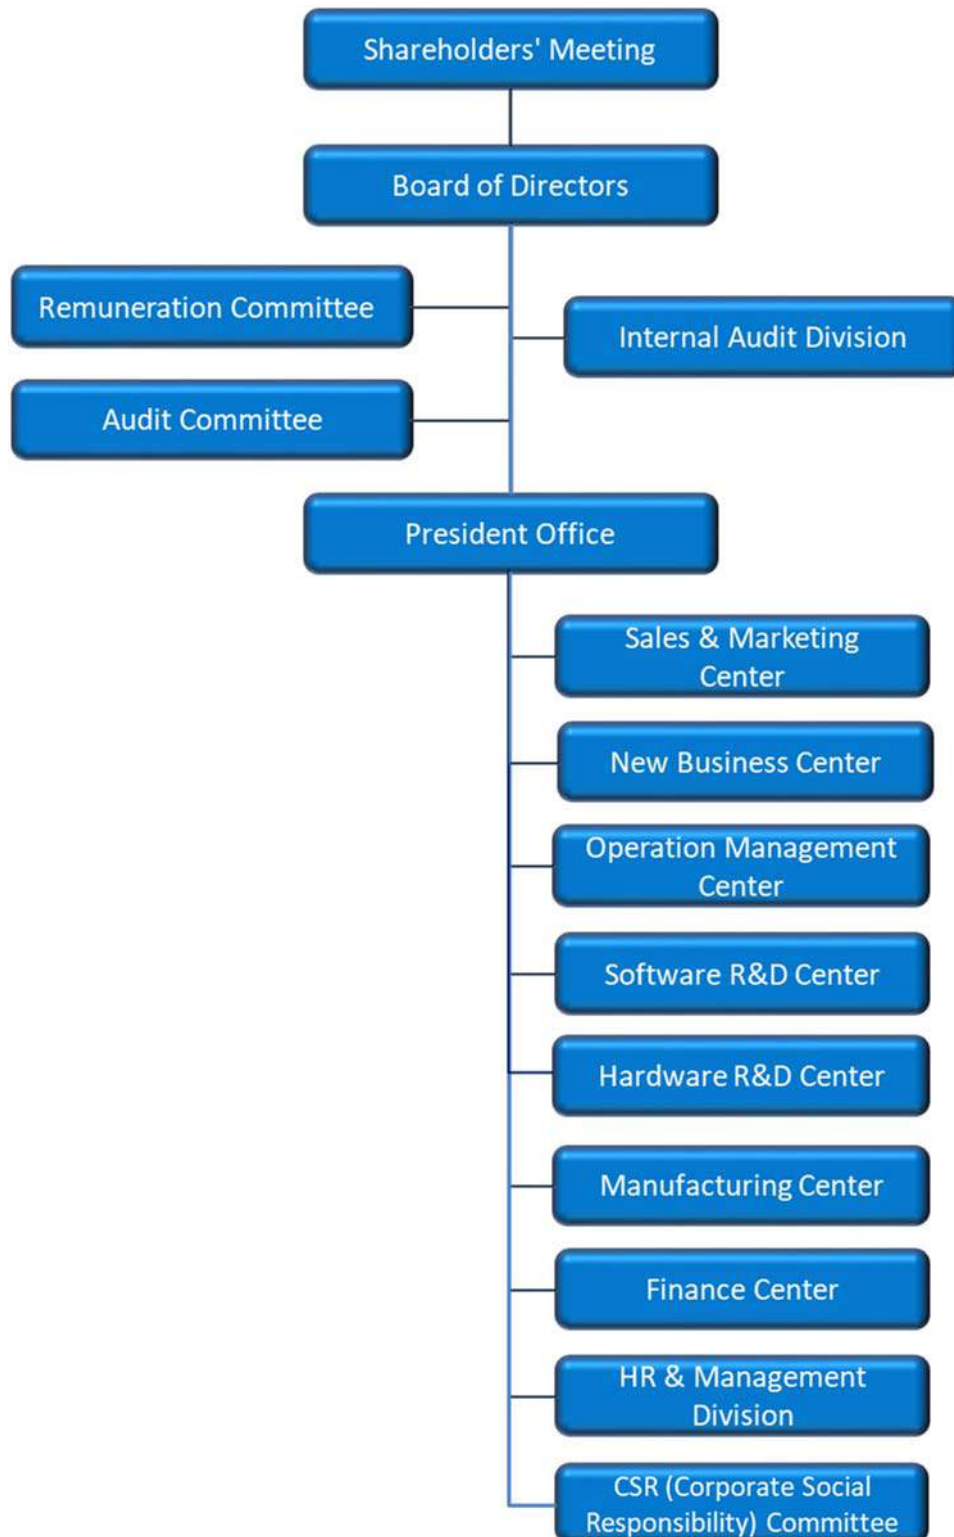 Shareholders' Meeting
Board of Directors
Remuneration Committee
Internal Audit Division
Audit Committee
President Office
Sales & Marketing
Center
New Business Center
Operation Management
Center
Software R&D Center
Hardware R&D Center
Manufacturing Center
Finance Center
HR & Management
Division
CSR (Corporate Social
Responsibility) Committee